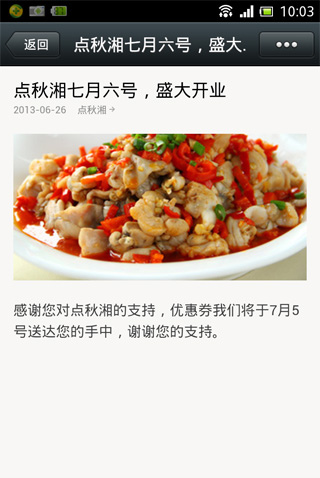 10:03
返回
点秋湘七月六号，盛大.
点秋湘七月六号，盛大开业
2013-06-26 点秋湘
感谢您对点秋湘的支持，优惠券我们将于7月5
号送达您的手中，谢谢您的支持。